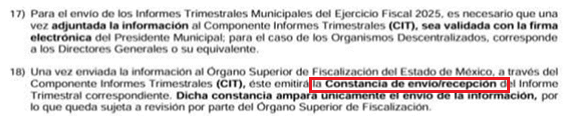 17) Para el envío de los Informes Trimestrales Municipales del Ejercicio Fiscal 2025, es necesario que una
vez adjuntada la información al Componente Informes Trimestrales (CIT), sea validada con la firma
electrónica del Presidente Municipal; para el caso de los Organismos Descentralizados, corresponde
a los Directores Generales o su equivalente.
18) Una vez enviada la información al Órgano Superior de Fiscalización del Estado de México, a través del
Componente Informes Trimestrales (CIT), éste emitirá la Constancia de envío/recepción del Informe
Trimestral correspondiente. Dicha constancia ampara únicamente el envío de la información, por
lo que queda sujeta a revisión por parte del Órgano Superior de Fiscalización.